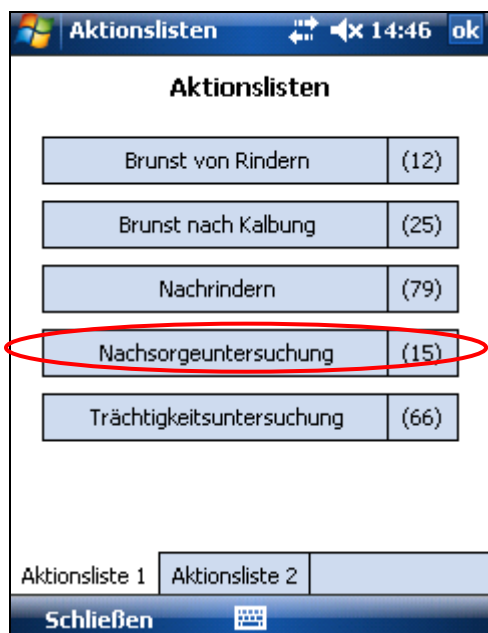 Aktionslisten 14:46 ok
Aktionslisten
Brunst von Rindern (12)
Brunst nach Kalbung (25)
Nachrindern (79)
Nachsorgeuntersuchung (15)
Trächtigkeitsuntersuchung (66)
Aktionsliste 1 Aktionsliste 2
Schließen